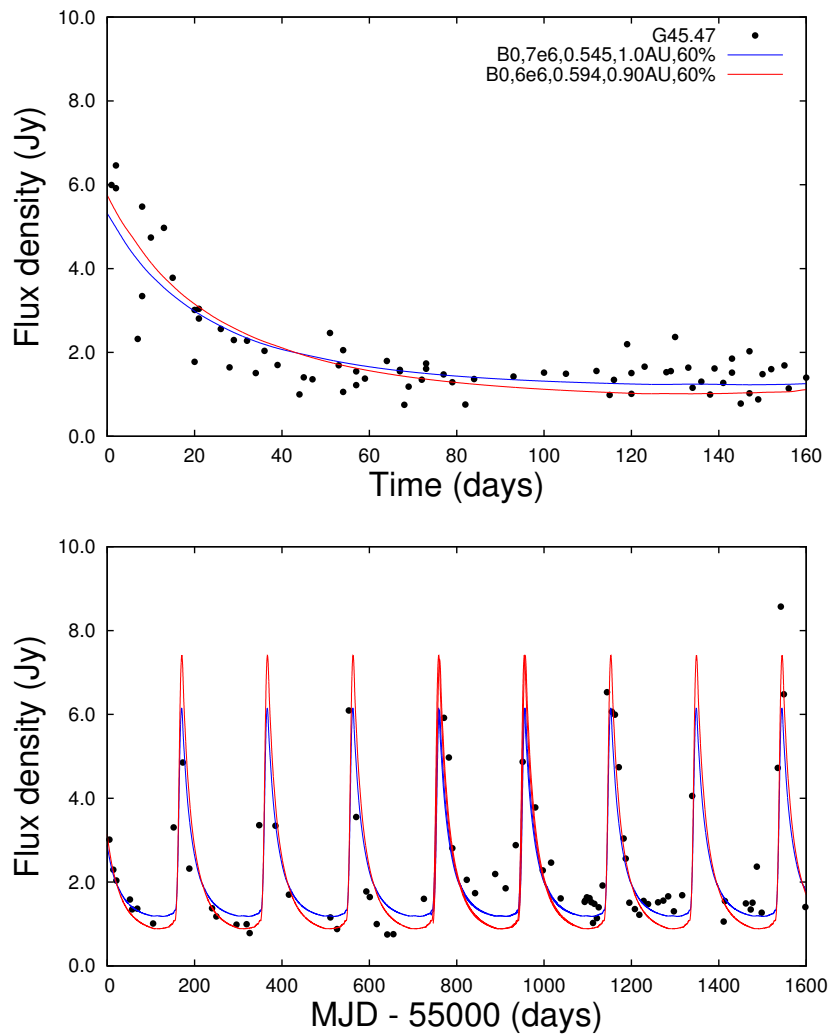 10.0
8.0
6.0
4.0
2.0
0.0
Flux density (Jy)
G45.47
B0,7e6,0.545,1.0AU,60%
B0,6e6,0.594,0.90AU,60%
0 20 40 60 80 100 120 140 160
Time (days)
10.0
8.0
6.0
4.0
2.0
0.0
Flux density (Jy)
200 400 600 800 1000 1200 1400 1600
MJD - 55000 (days)